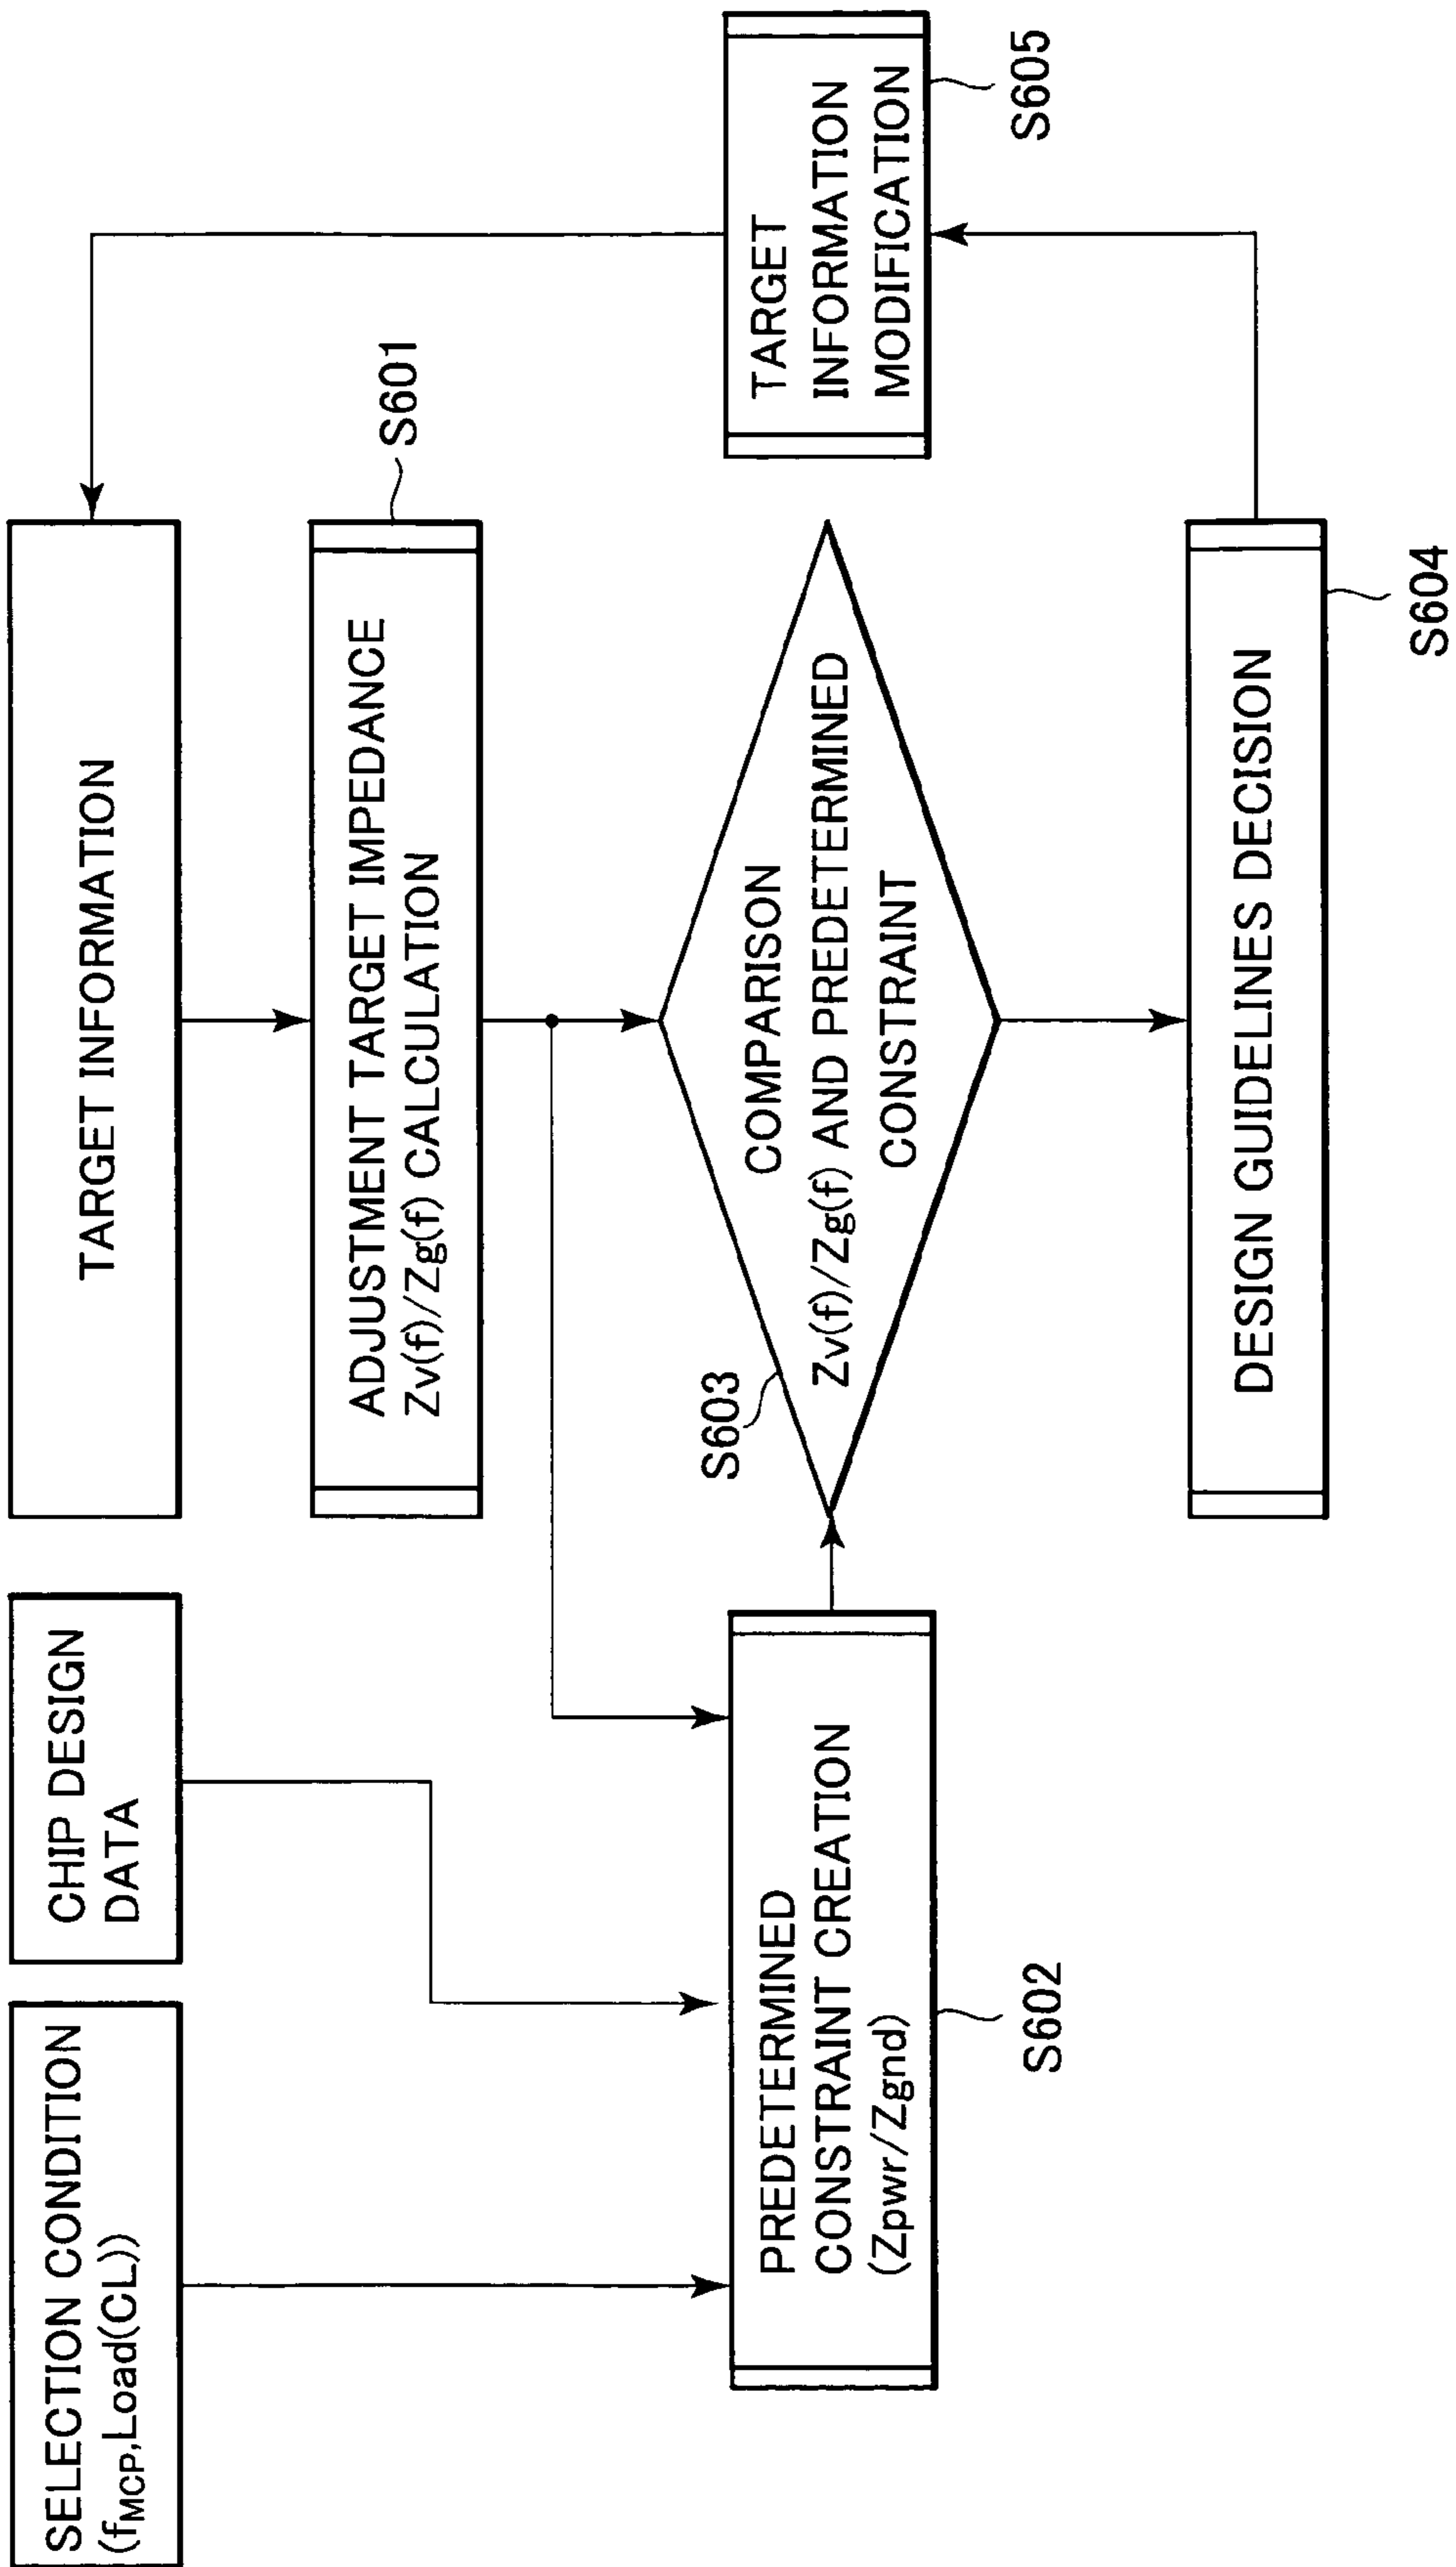 SELECTION CONDITION
(fMCP,Load(CL))
CHIP DESIGN
DATA
TARGET INFORMATION
ADJUSTMENT TARGET IMPEDANCE
Zv(f)/Zg(f) CALCULATION
S601
PREDETERMINED
CONSTRAINT CREATION
(Zpwr/Zgnd)
S602
S603
COMPARISON
Zv(f)/Zg(f) AND PREDETERMINED
CONSTRAINT
TARGET
INFORMATION
MODIFICATION
S605
DESIGN GUIDELINES DECISION
S604